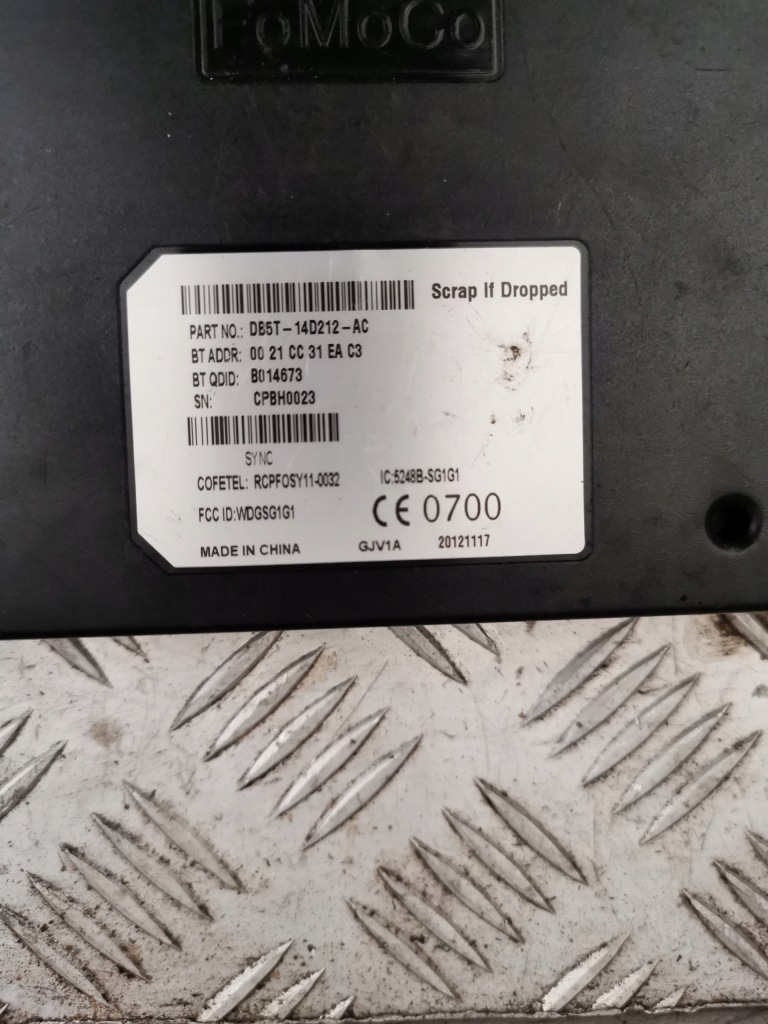 FoMoCo
Scrap If Dropped
PART NO.: DB5T-14D212-AC
BT ADDR: 00 21 CC 31 EA C3
BT QDID: B014673
SN: CPBH0023
SYNC
COFETEL: RCPFOSY11-0032 IC:5248B-SG1G1
FCC ID:WDGSG1G1 CE 0700
MADE IN CHINA GJV1A 20121117